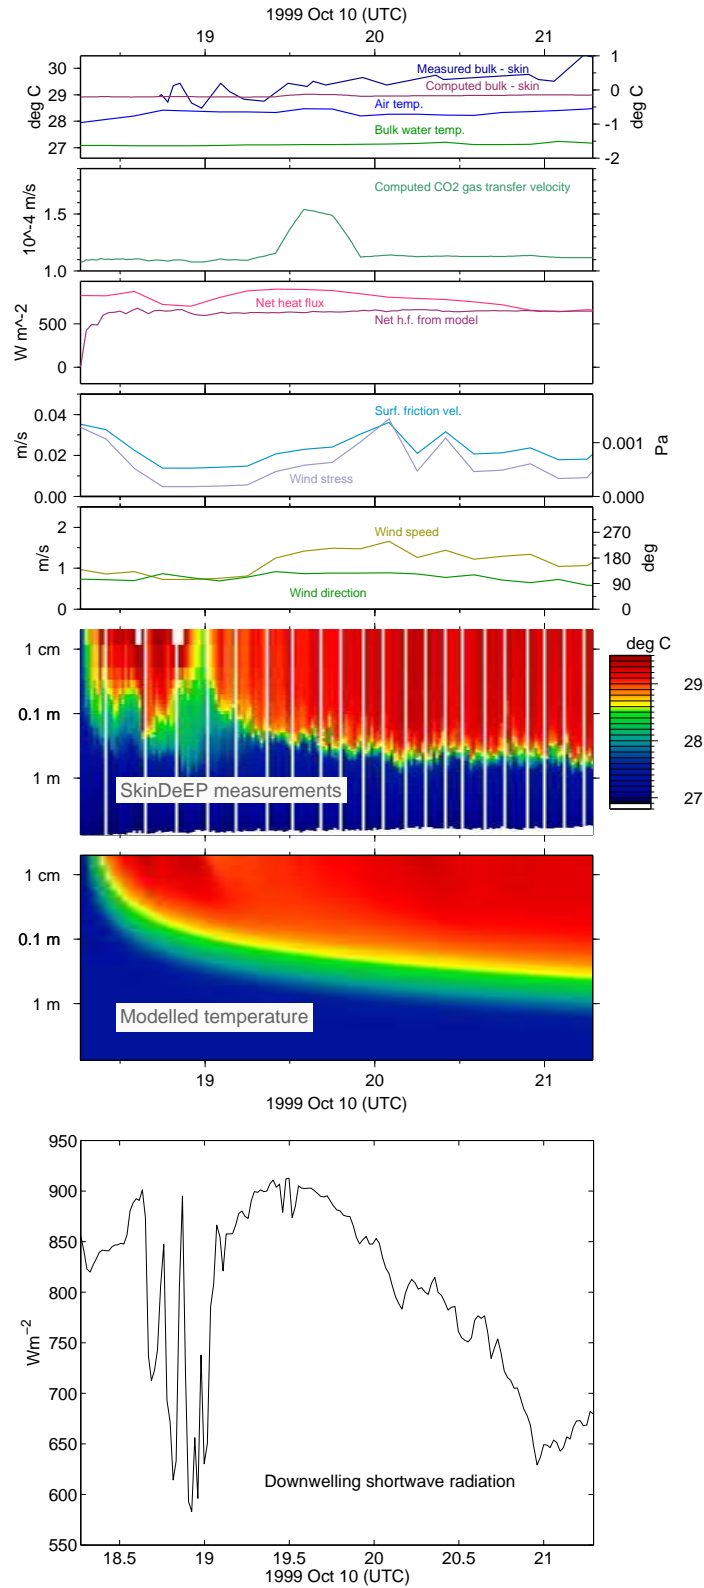 1999 Oct 10 (UTC)
19 20 21
30
29
28
27
deg C
1
0
-1
-2
deg C
Measured bulk - skin
Computed bulk - skin
Air temp.
Bulk water temp.
1.5
1.0
10^-4 m/s
Computed CO2 gas transfer velocity
500
0
W m^-2
Net heat flux
Net h.f. from model
0.04
0.02
0.00
m/s
0.001
0.000
Pa
Surf. friction vel.
Wind stress
2
1
0
m/s
270
180
90
0
deg
Wind speed
Wind direction
1 cm
0.1 m
1 m
SkinDeEP measurements
deg C
29
28
27
1 cm
0.1 m
1 m
Modelled temperature
19 20 21
1999 Oct 10 (UTC)
950
900
850
800
750
700
650
600
550
Wm−2
Downwelling shortwave radiation
18.5 19 19.5 20 20.5 21
1999 Oct 10 (UTC)